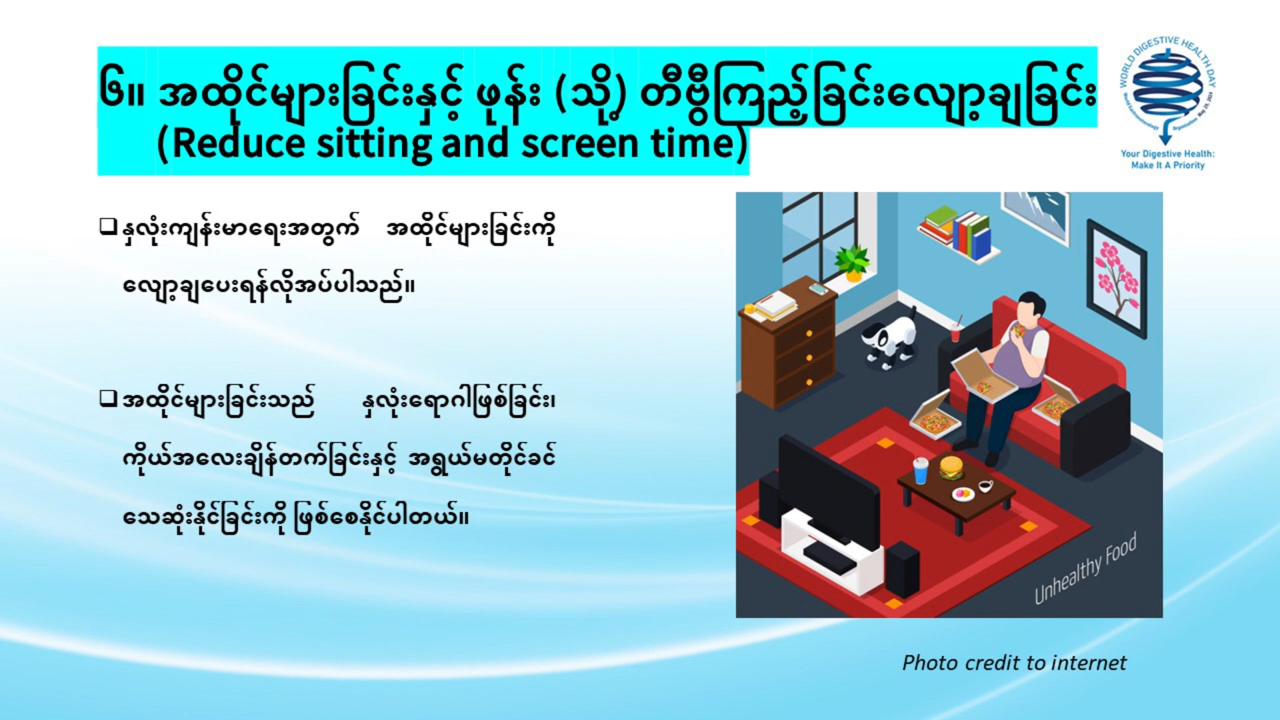 ၆။ အထိုင်များခြင်းနှင့် ဖုန်း (သို့) တီဗွီကြည့်ခြင်းလျော့ချခြင်း
(Reduce sitting and screen time)
WORLD DIGESTIVE HEALTH DAY
World Gastroenterology Organisation May 29, 2024
Your Digestive Health:
Make It A Priority
❑နှလုံးကျန်းမာရေးအတွက် အထိုင်များခြင်းကို
လျော့ချပေးရန်လိုအပ်ပါသည်။
❑အထိုင်များခြင်းသည် နှလုံးရောဂါဖြစ်ခြင်း၊
ကိုယ်အလေးချိန်တက်ခြင်းနှင့် အရွယ်မတိုင်ခင်
သေဆုံးနိုင်ခြင်းကို ဖြစ်စေနိုင်ပါတယ်။
Unhealthy Food
Photo credit to internet